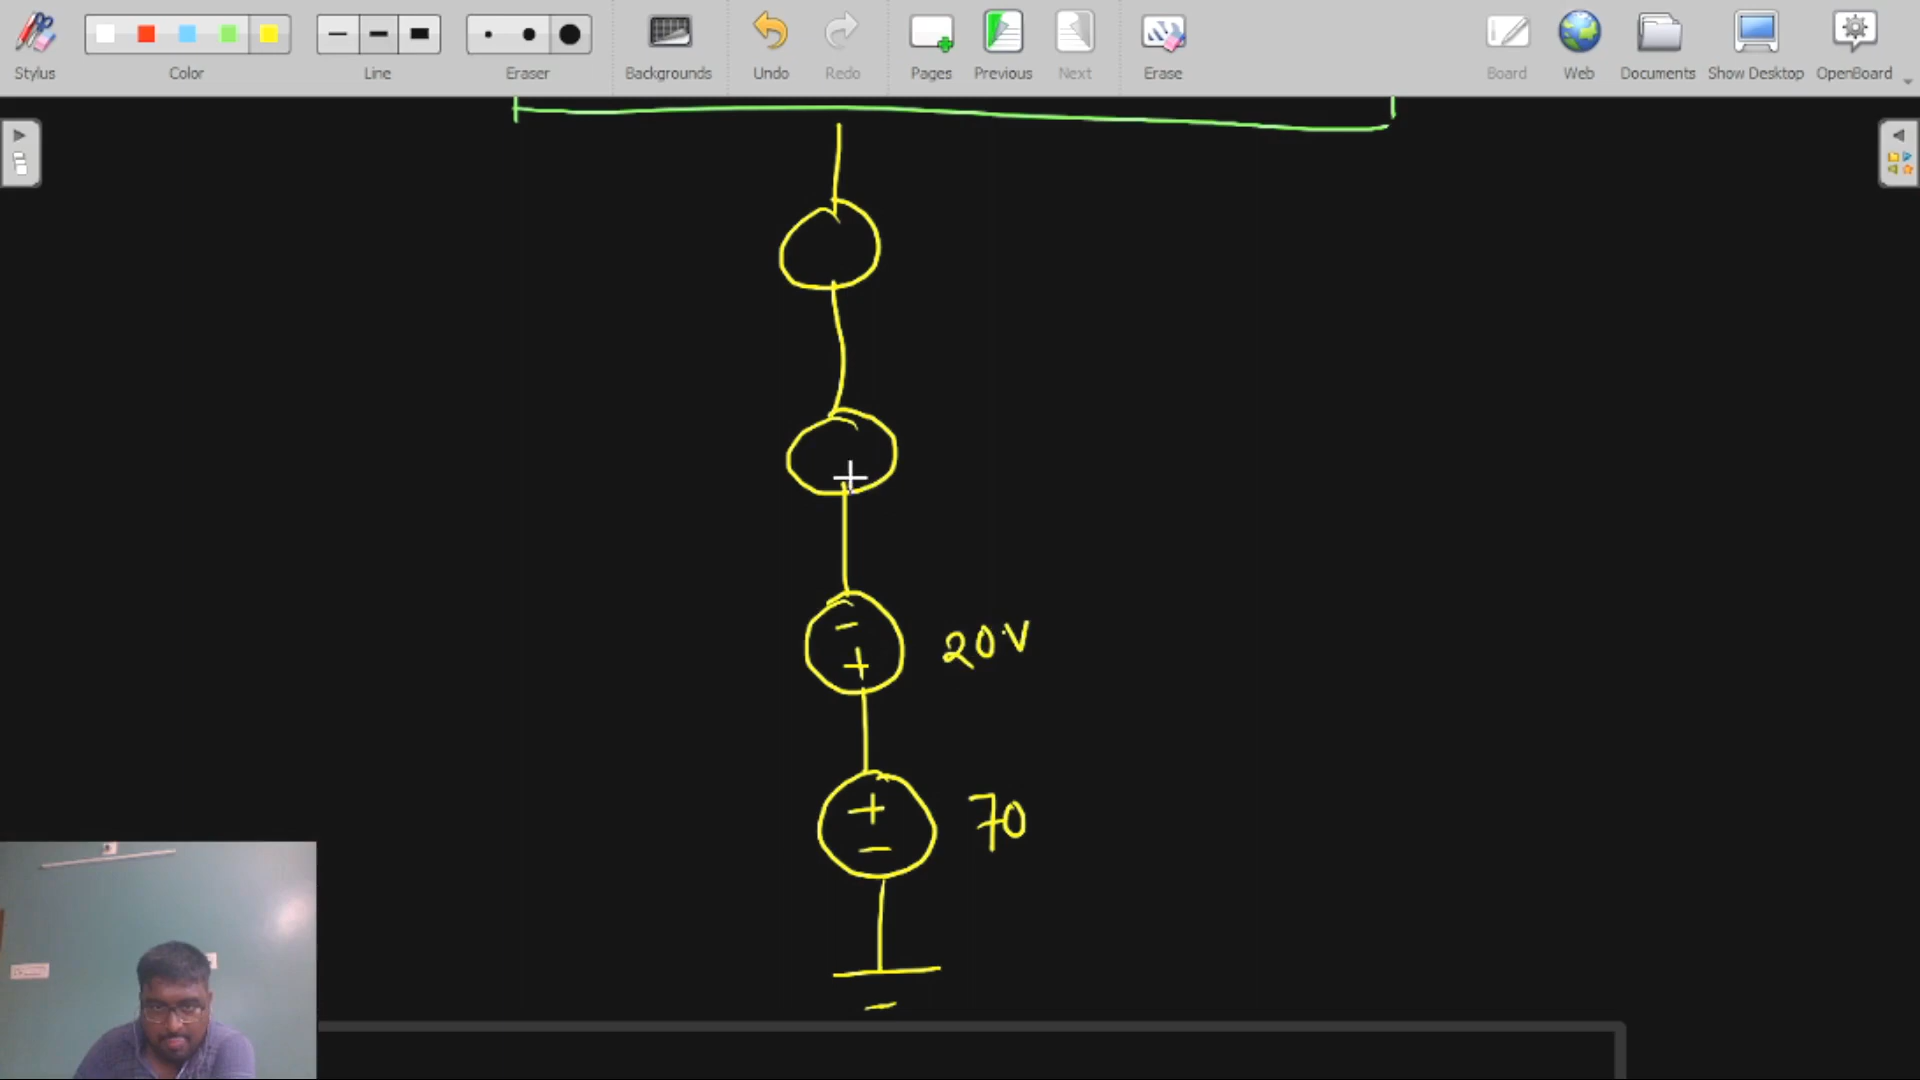 Stylus
Color
Line
Eraser
Backgrounds
Undo
Redo
Pages
Previous
Next
Erase
Board
Web
Documents
Show Desktop
OpenBoard
-
+
20V
+
-
70